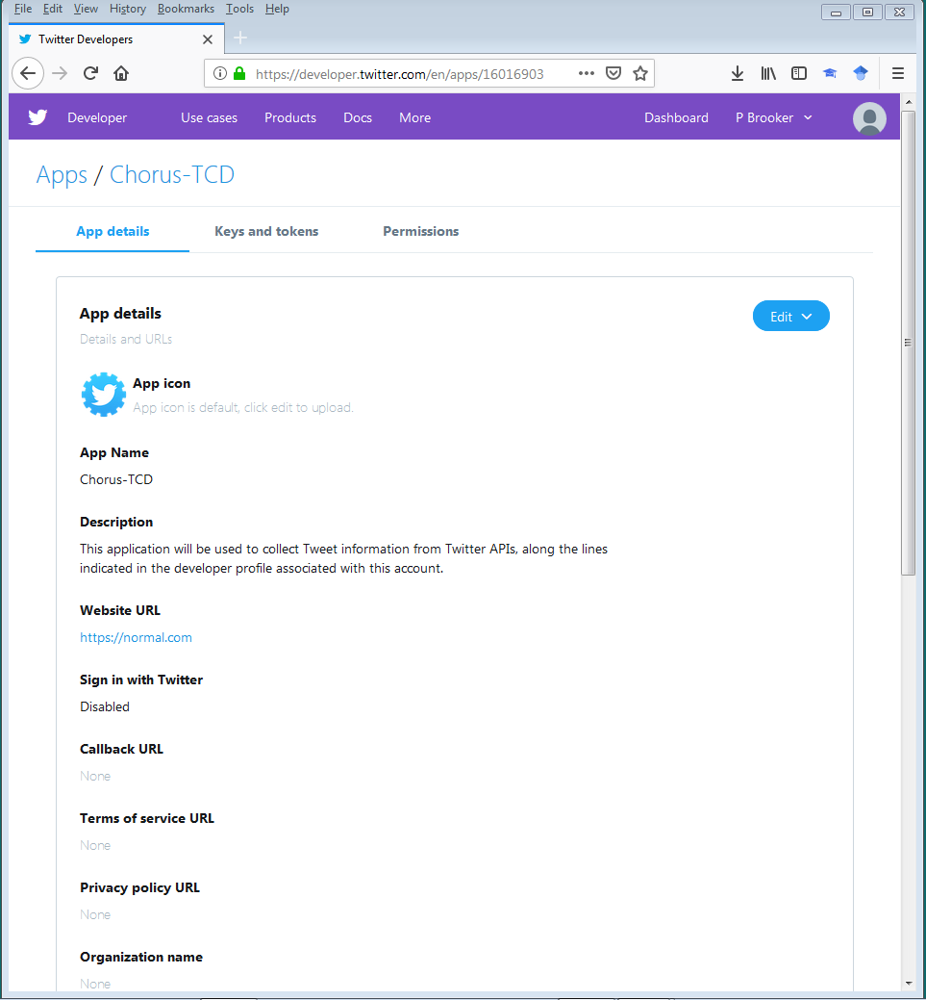 File Edit View History Bookmarks Tools Help
Twitter Developers
https://developer.twitter.com/en/apps/16016903
Developer Use cases Products Docs More Dashboard P Brooker
Apps / Chorus-TCD
App details Keys and tokens Permissions
App details
Edit
Details and URLs
App icon
App icon is default, click edit to upload.
App Name
Chorus-TCD
Description
This application will be used to collect Tweet information from Twitter APIs, along the lines
indicated in the developer profile associated with this account.
Website URL
https://normal.com
Sign in with Twitter
Disabled
Callback URL
None
Terms of service URL
None
Privacy policy URL
None
Organization name
None